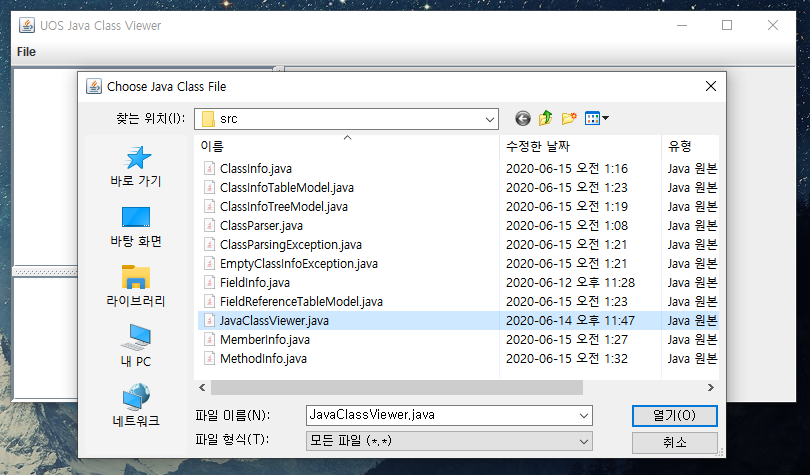 UOS Java Class Viewer
File
Choose Java Class File
찾는 위치(I):
src
이름
수정한 날짜
유형
ClassInfo.java
2020-06-15 오전 1:16
Java 원본
ClassInfoTableModel.java
2020-06-15 오전 1:23
Java 원본
ClassInfoTreeModel.java
2020-06-15 오전 1:19
Java 원본
ClassParser.java
2020-06-15 오전 1:08
Java 원본
ClassParsingException.java
2020-06-15 오전 1:21
Java 원본
EmptyClassInfoException.java
2020-06-15 오전 1:21
Java 원본
FieldInfo.java
2020-06-12 오후 11:28
Java 원본
FieldReferenceTableModel.java
2020-06-15 오전 1:23
Java 원본
JavaClassViewer.java
2020-06-14 오후 11:47
Java 원본
MemberInfo.java
2020-06-15 오전 1:27
Java 원본
MethodInfo.java
2020-06-15 오전 1:32
Java 원본
바로 가기
바탕 화면
라이브러리
내 PC
네트워크
파일 이름(N):
JavaClassViewer.java
열기(O)
파일 형식(T):
모든 파일 (*.*)
취소